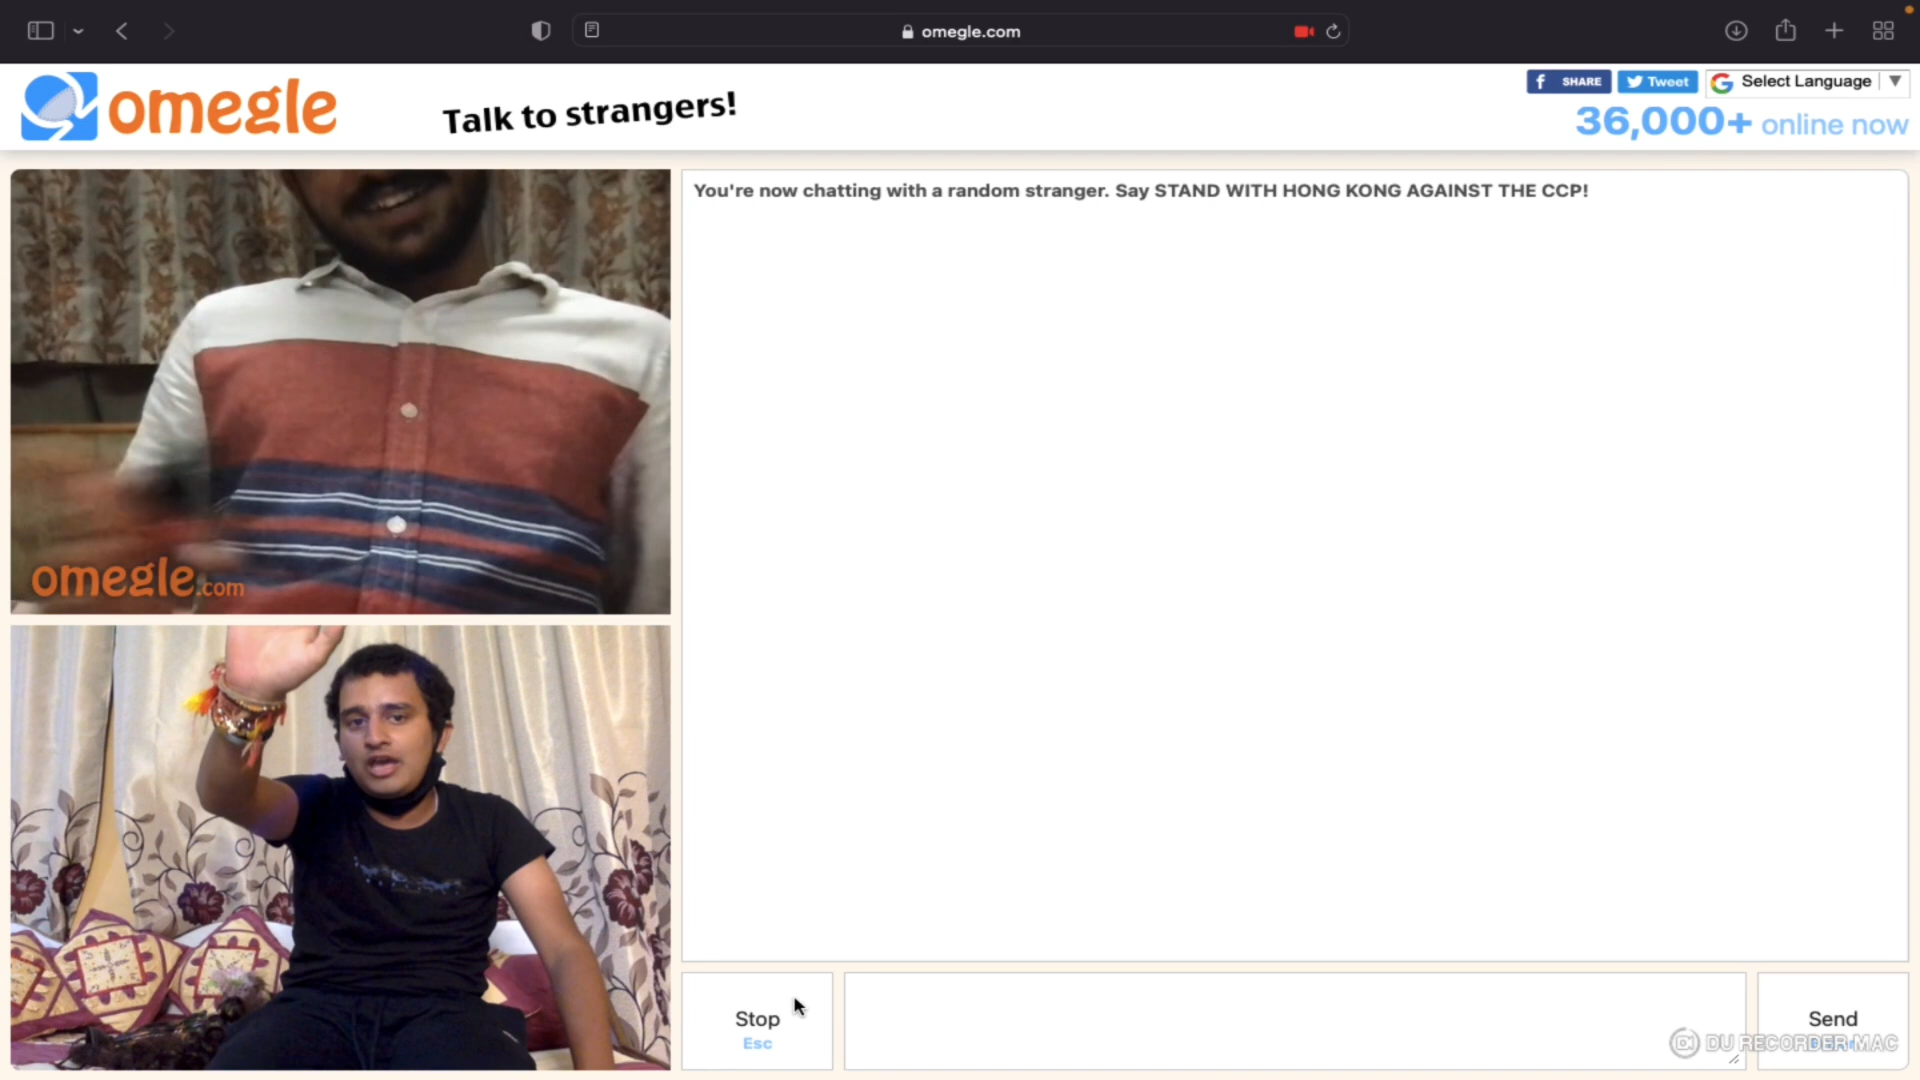 omegle.com
omegle
Talk to strangers!
SHARE
Tweet
Select Language
36,000+ online now
You're now chatting with a random stranger. Say STAND WITH HONG KONG AGAINST THE CCP!
omegle.com
Stop
Esc
Send
DU RECORDER MAC